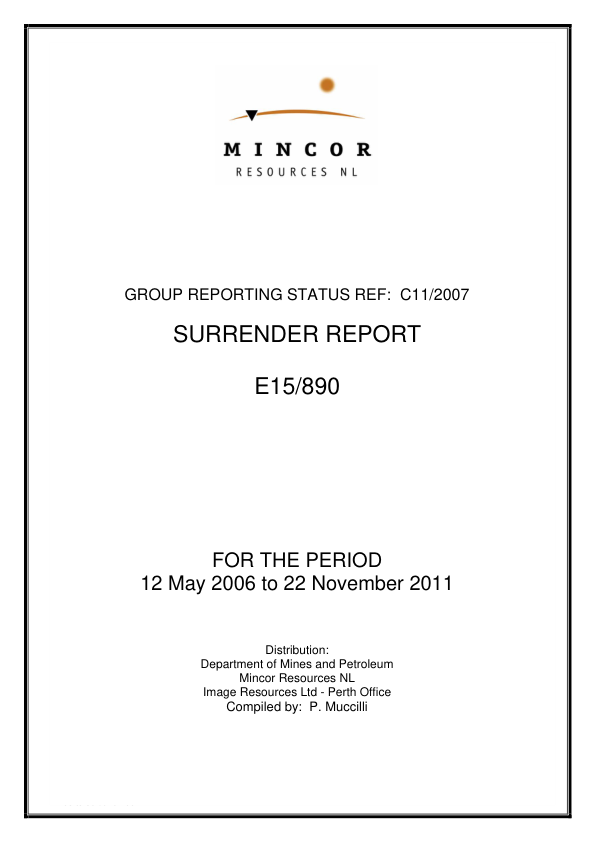 MINCOR
RESOURCES NL
GROUP REPORTING STATUS REF: C11/2007
SURRENDER REPORT
E15/890
FOR THE PERIOD
12 May 2006 to 22 November 2011
Distribution:
Department of Mines and Petroleum
Mincor Resources NL
Image Resources Ltd - Perth Office
Compiled by: P. Muccilli